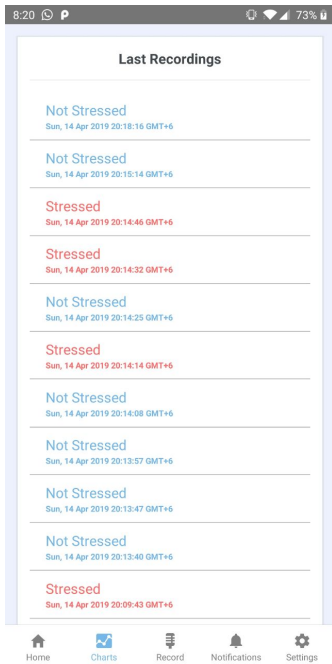 8:20 73%
Last Recordings
Not Stressed
Sun, 14 Apr 2019 20:18:16 GMT+6
Not Stressed
Sun, 14 Apr 2019 20:15:14 GMT+6
Stressed
Sun, 14 Apr 2019 20:14:46 GMT+6
Stressed
Sun, 14 Apr 2019 20:14:32 GMT+6
Not Stressed
Sun, 14 Apr 2019 20:14:25 GMT+6
Stressed
Sun, 14 Apr 2019 20:14:14 GMT+6
Not Stressed
Sun, 14 Apr 2019 20:14:08 GMT+6
Not Stressed
Sun, 14 Apr 2019 20:13:57 GMT+6
Not Stressed
Sun, 14 Apr 2019 20:13:47 GMT+6
Not Stressed
Sun, 14 Apr 2019 20:13:40 GMT+6
Stressed
Sun, 14 Apr 2019 20:09:43 GMT+6
Home Charts Record Notifications Settings